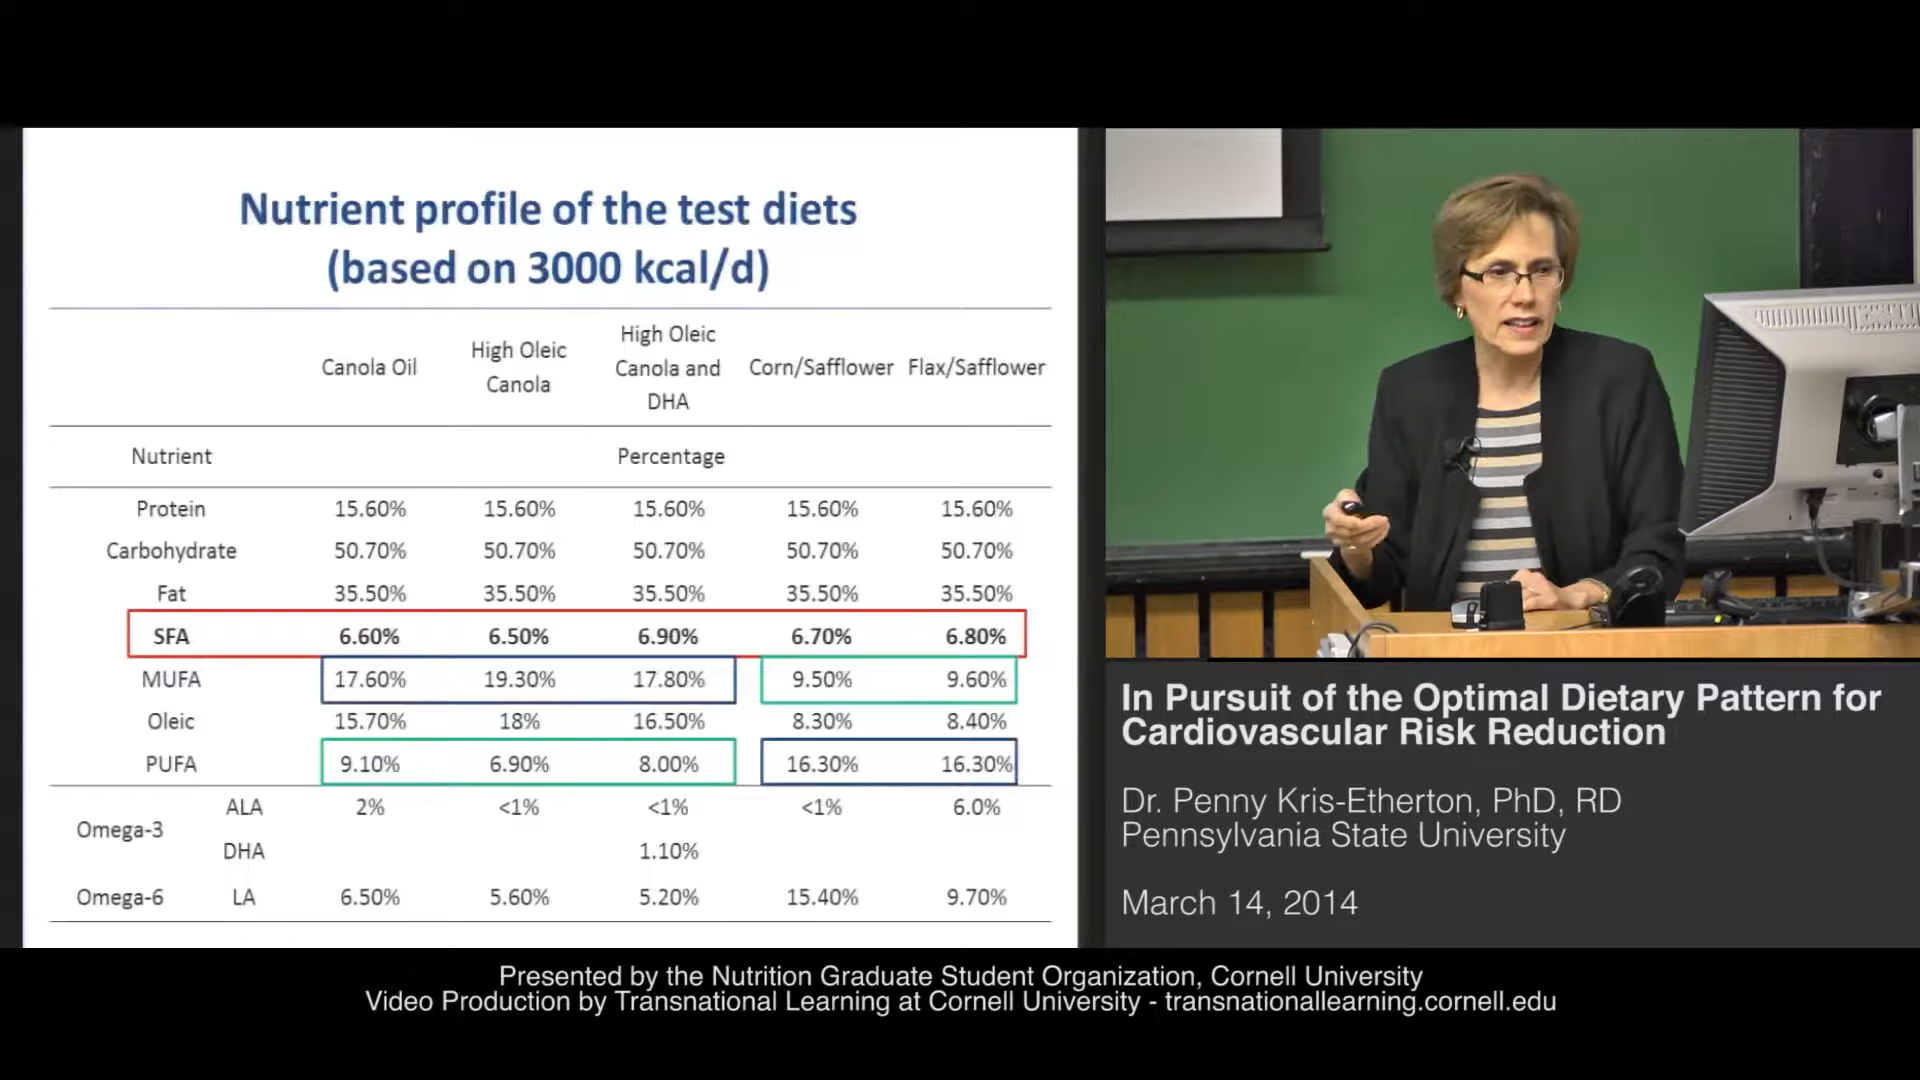 Nutrient profile of the test diets
(based on 3000 kcal/d)
Canola Oil High Oleic Canola High Oleic Canola and DHA Corn/Safflower Flax/Safflower
Nutrient Percentage
Protein 15.60% 15.60% 15.60% 15.60% 15.60%
Carbohydrate 50.70% 50.70% 50.70% 50.70% 50.70%
Fat 35.50% 35.50% 35.50% 35.50% 35.50%
SFA 6.60% 6.50% 6.90% 6.70% 6.80%
MUFA 17.60% 19.30% 17.80% 9.50% 9.60%
Oleic 15.70% 18% 16.50% 8.30% 8.40%
PUFA 9.10% 6.90% 8.00% 16.30% 16.30%
Omega-3 ALA 2% <1% <1% <1% 6.0%
DHA 1.10%
Omega-6 LA 6.50% 5.60% 5.20% 15.40% 9.70%
In Pursuit of the Optimal Dietary Pattern for
Cardiovascular Risk Reduction
Dr. Penny Kris-Etherton, PhD, RD
Pennsylvania State University
March 14, 2014
Presented by the Nutrition Graduate Student Organization, Cornell University
Video Production by Transnational Learning at Cornell University - transnationallearning.cornell.edu